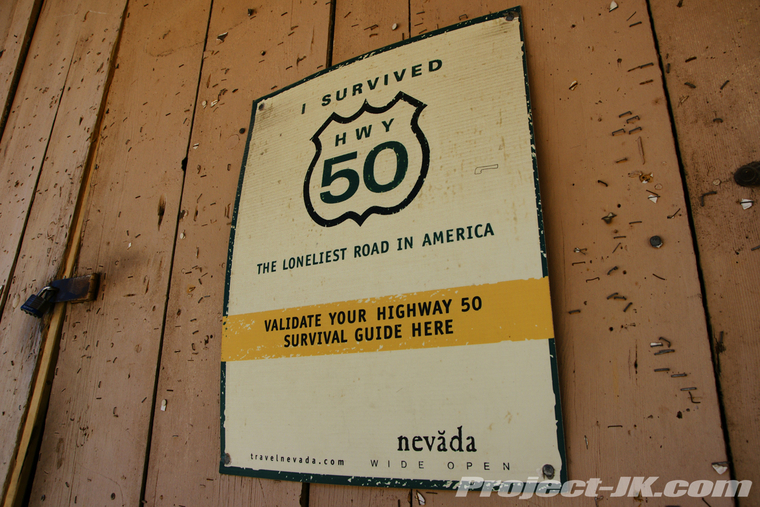 I SURVIVED
HWY
50
THE LONELIEST ROAD IN AMERICA
VALIDATE YOUR HIGHWAY 50
SURVIVAL GUIDE HERE
travelnevada.com
nevăda
WIDE OPEN
Project-JK.com